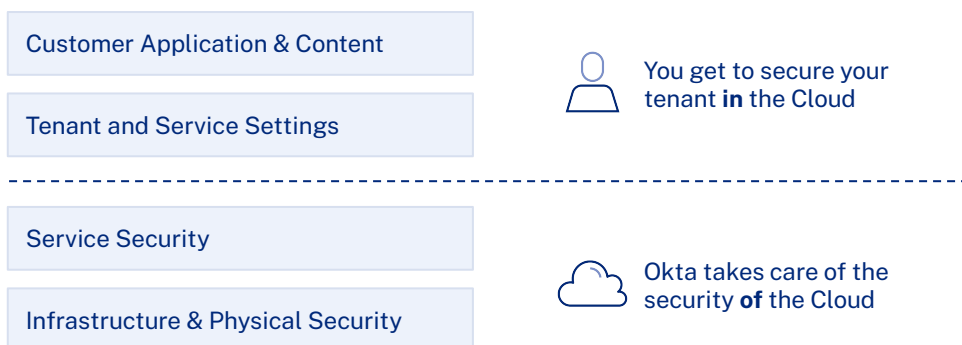 Customer Application & Content
Tenant and Service Settings
You get to secure your
tenant in the Cloud
Service Security
Infrastructure & Physical Security
Okta takes care of the
security of the Cloud